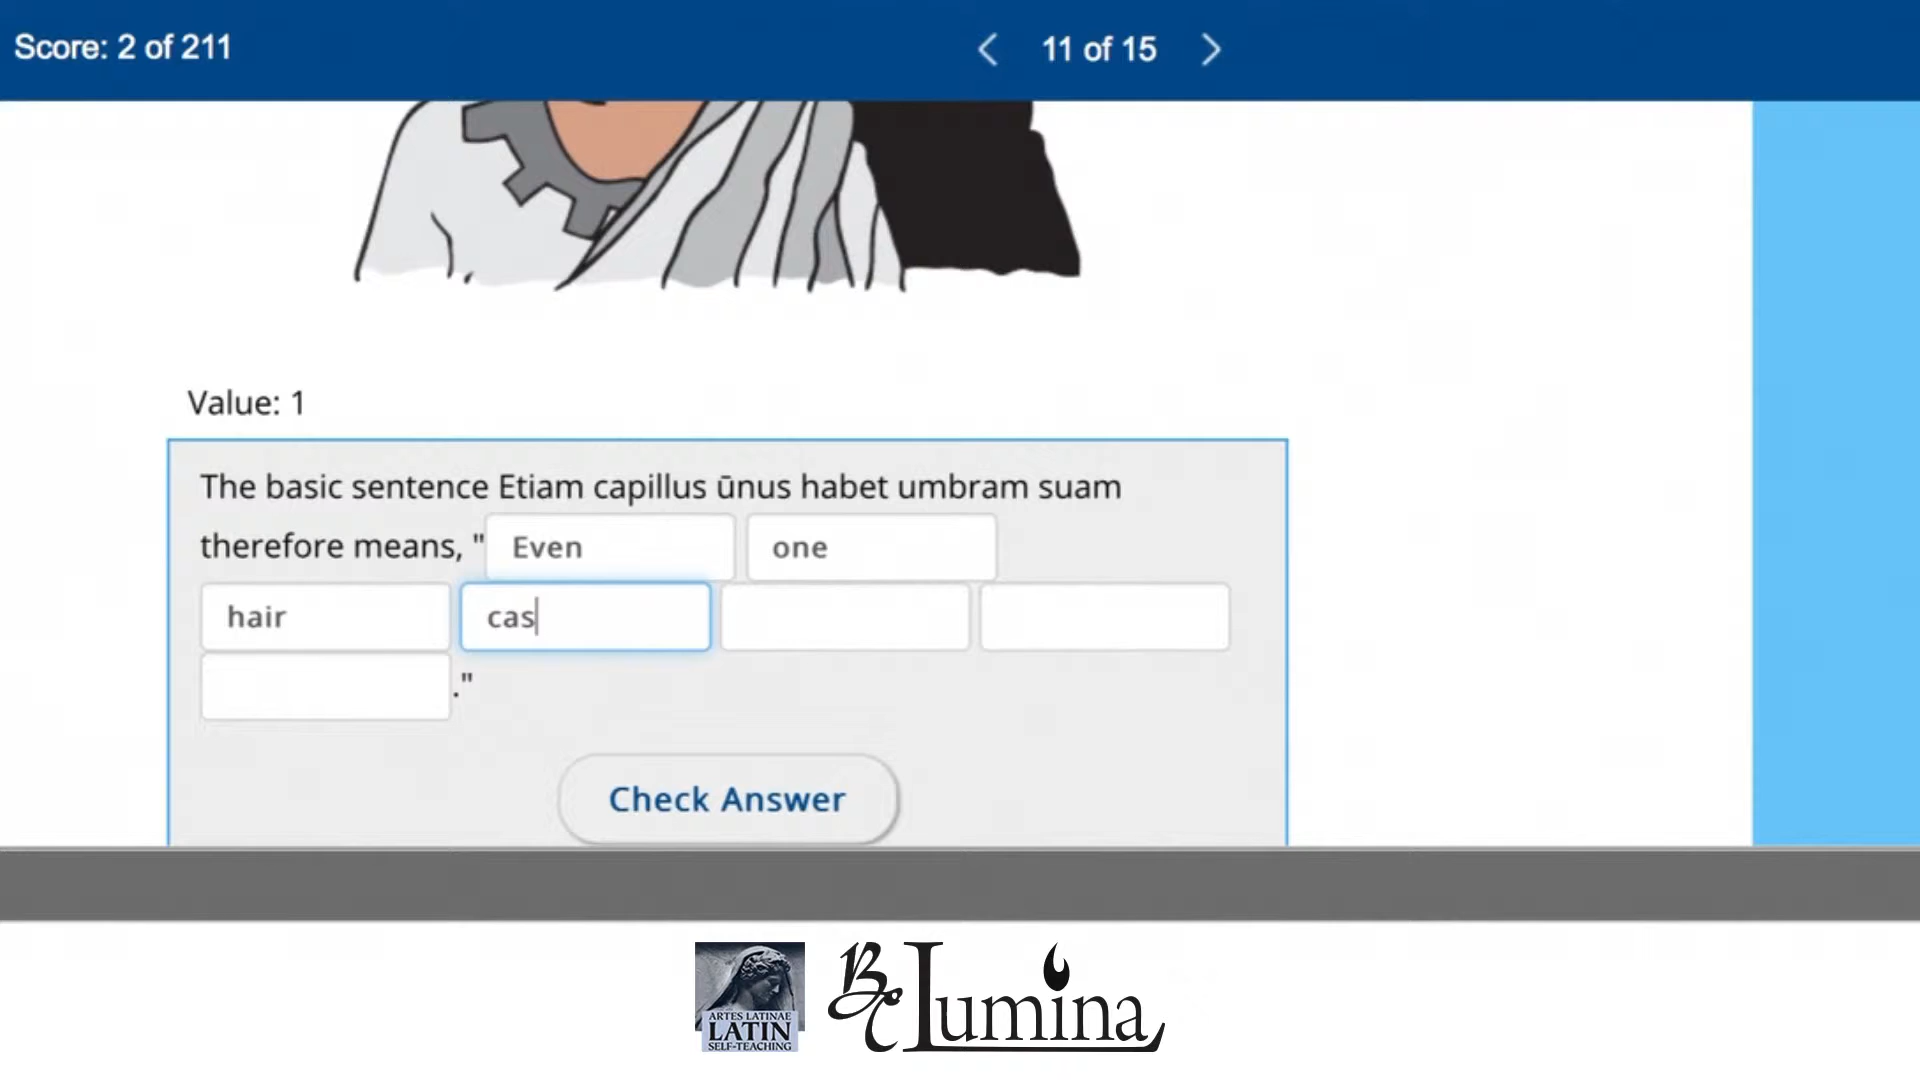 Score: 2 of 211
11 of 15
Value: 1
The basic sentence Etiam capillus ūnus habet umbram suam
therefore means, " Even one
hair cas
."
Check Answer
ARTES LATINAE
LATIN
SELF-TEACHING
BC Lumina